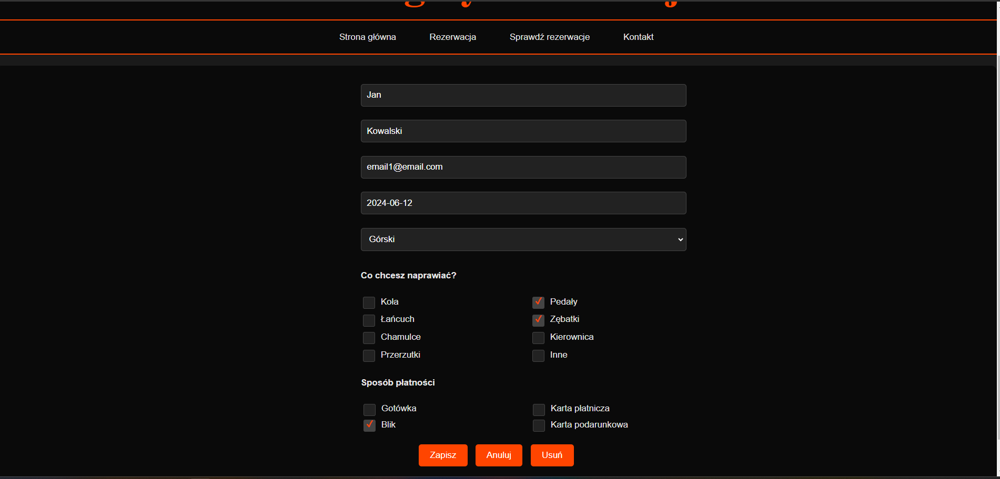 Strona główna Rezerwacja Sprawdź rezerwacje Kontakt
Jan
Kowalski
email1@email.com
2024-06-12
Górski
Co chcesz naprawiać?
Koła Pedały
Łańcuch Zębatki
Chamulce Kierownica
Przerzutki Inne
Sposób płatności
Gotówka Karta płatnicza
Blik Karta podarunkowa
Zapisz Anuluj Usuń